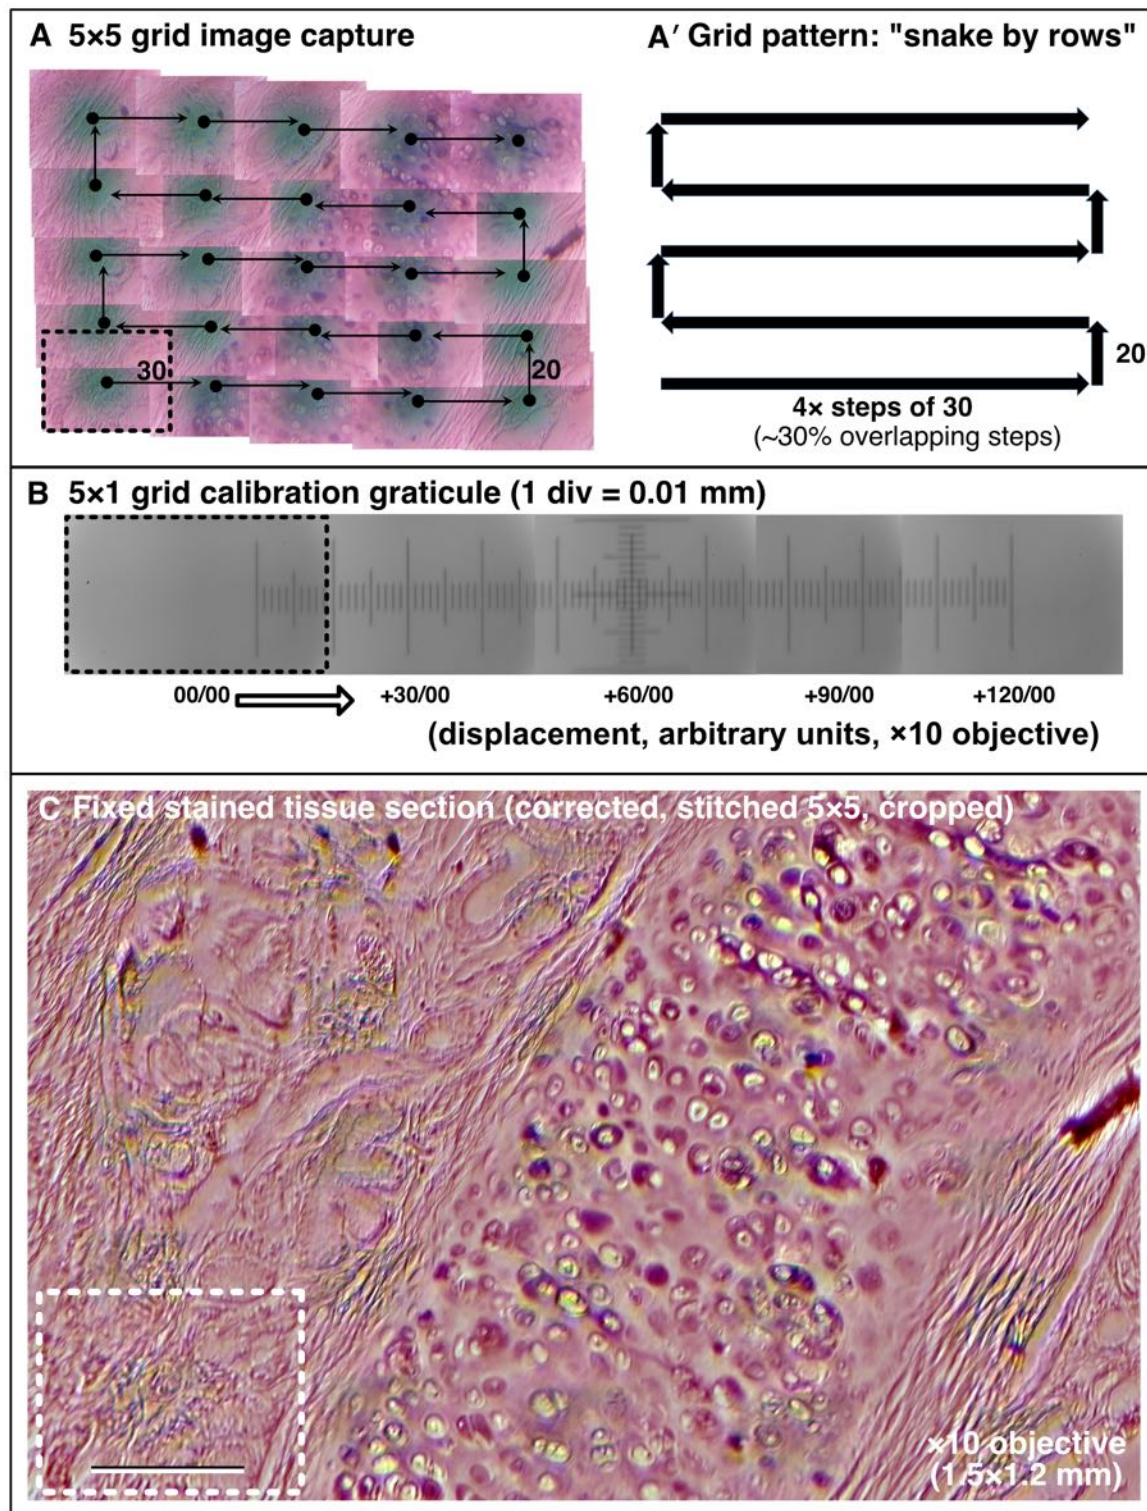 A 5×5 grid image capture
30
20
A′ Grid pattern: "snake by rows"
20
4× steps of 30
(~30% overlapping steps)
B 5×1 grid calibration graticule (1 div = 0.01 mm)
00/00 +30/00 +60/00 +90/00 +120/00
(displacement, arbitrary units, ×10 objective)
C Fixed stained tissue section (corrected, stitched 5×5, cropped)
×10 objective
(1.5×1.2 mm)